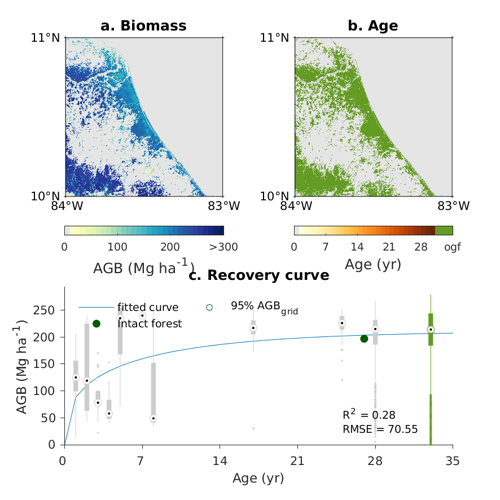 a. Biomass
b. Age
11°N
11°N
10°N
10°N
84°W
83°W
84°W
83°W
0 100 200 >300
0 7 14 21 28 ogf
AGB (Mg ha-1)
Age (yr)
c. Recovery curve
fitted curve
95% AGBgrid
Intact forest
AGB (Mg ha-1)
250
200
150
100
50
0
R2 = 0.28
RMSE = 70.55
0 7 14 21 28 35
Age (yr)